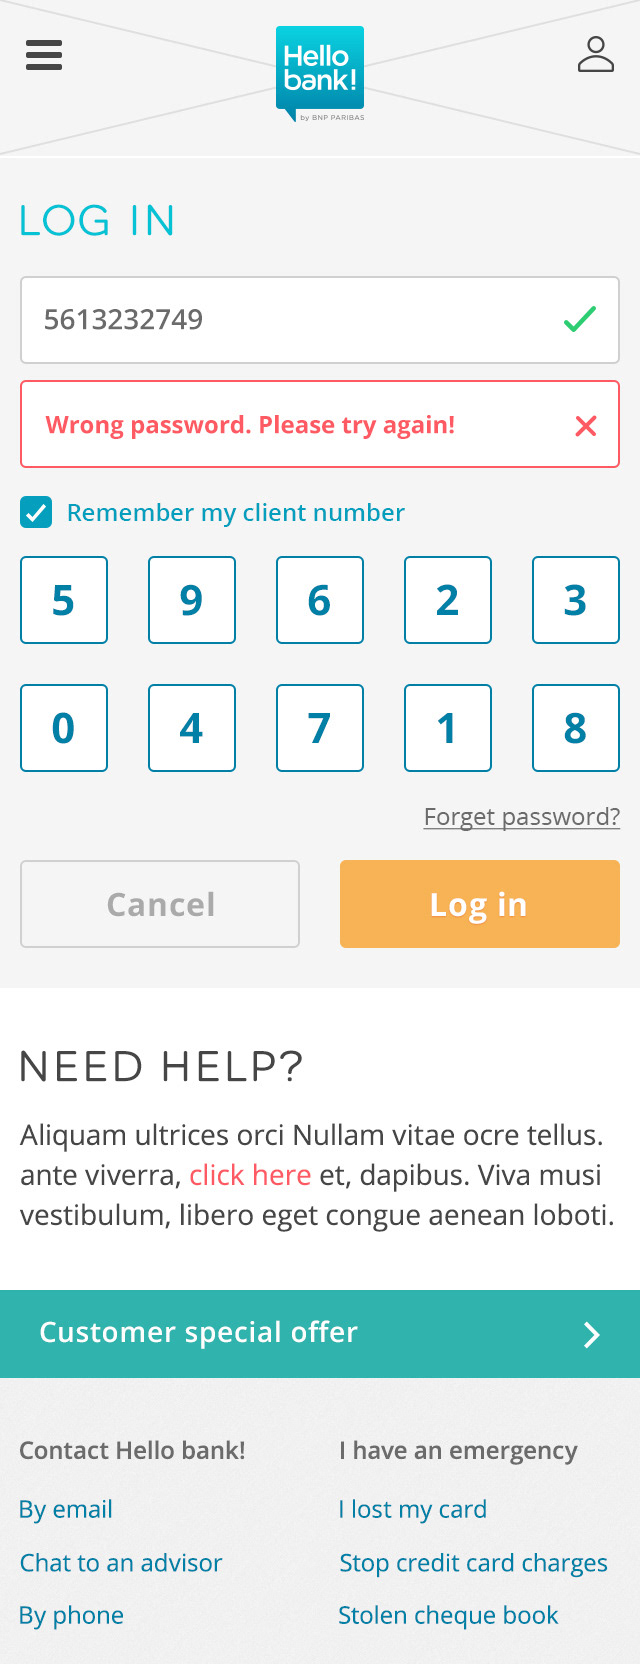 Hello
bank!
by BNP PARIBAS
LOG IN
5613232749
Wrong password. Please try again!
Remember my client number
5 9 6 2 3
0 4 7 1 8
Forget password?
Cancel Log in
NEED HELP?
Aliquam ultrices orci Nullam vitae ocre tellus.
ante viverra, click here et, dapibus. Viva musi
vestibulum, libero eget congue aenean loboti.
Customer special offer
Contact Hello bank!
By email
Chat to an advisor
By phone
I have an emergency
I lost my card
Stop credit card charges
Stolen cheque book